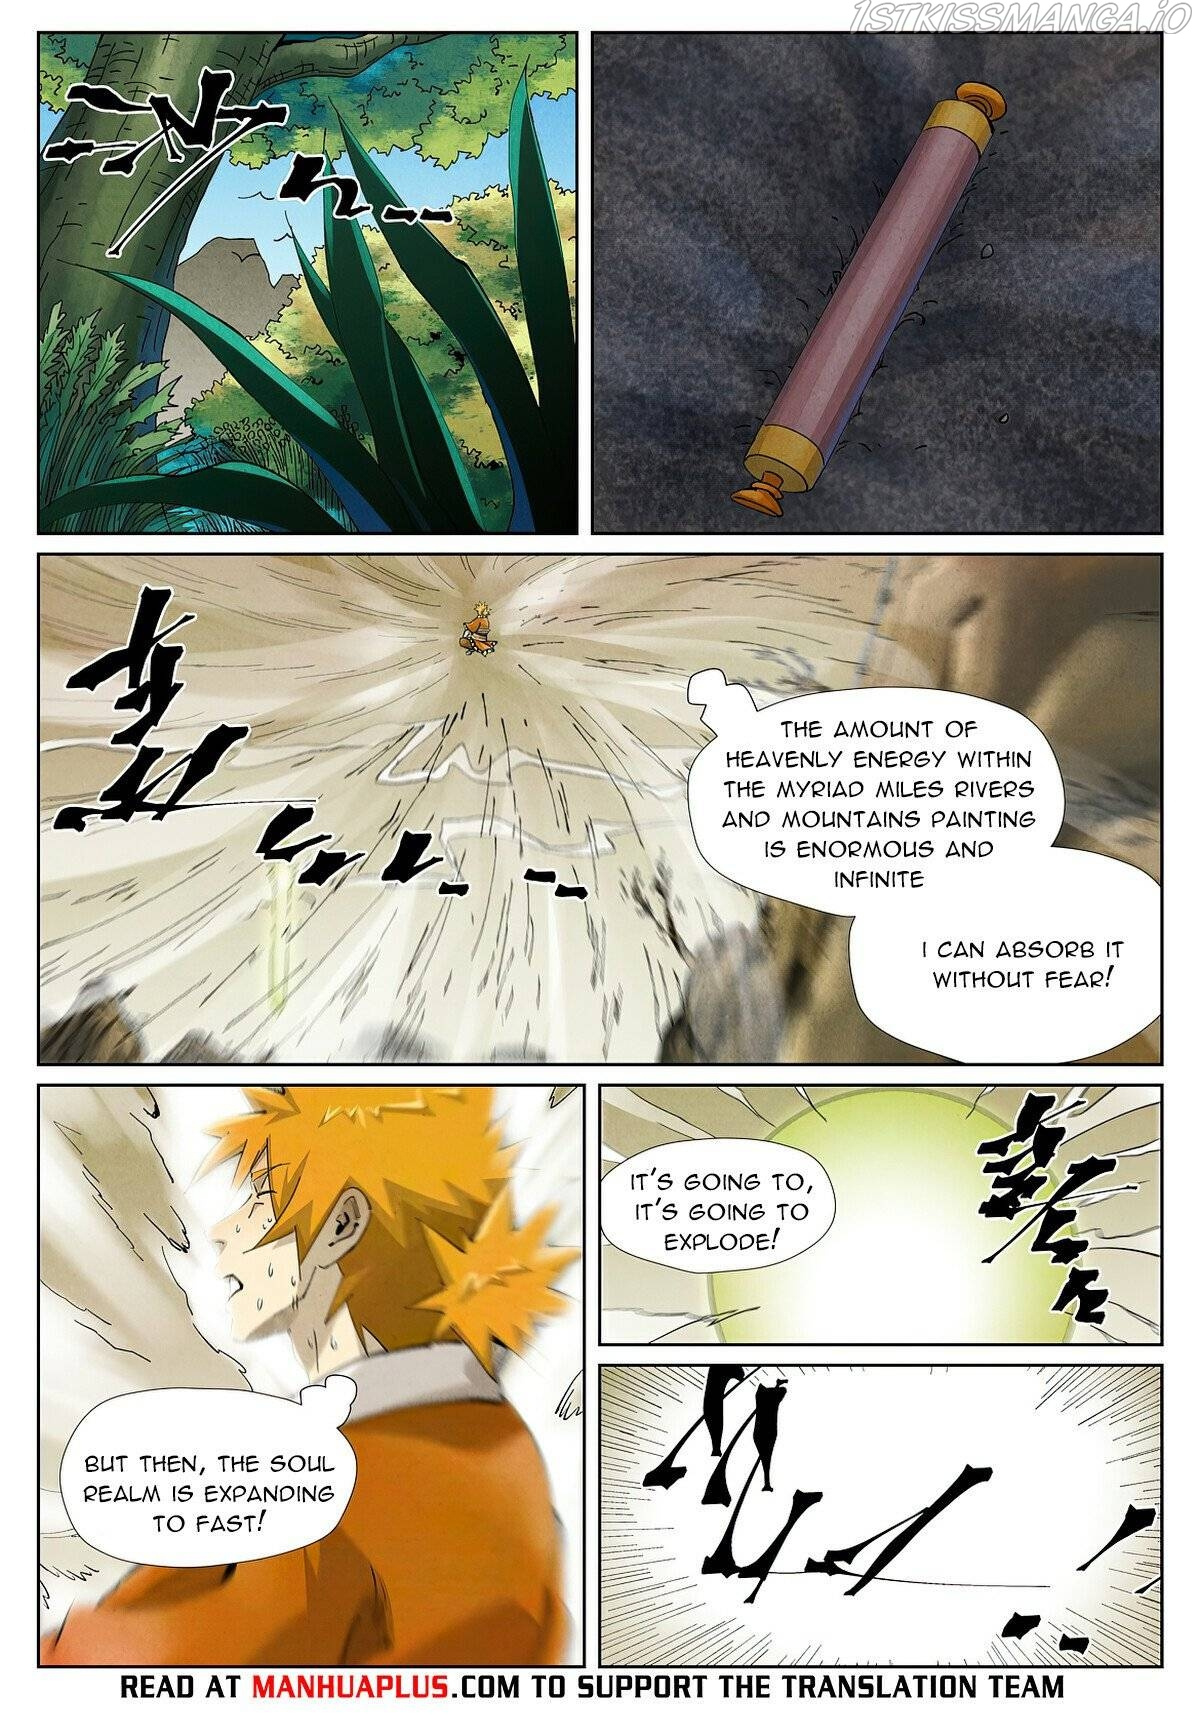 1STKISSMANGA.IO
THE AMOUNT OF
HEAVENLY ENERGY WITHIN
THE MYRIAD MILES RIVERS
AND MOUNTAINS PAINTING
IS ENORMOUS AND
INFINITE
I CAN ABSORB IT
WITHOUT FEAR!
IT'S GOING TO,
IT'S GOING TO
EXPLODE!
BUT THEN, THE SOUL
REALM IS EXPANDING
TO FAST!
READ AT MANHUAPLUS.COM TO SUPPORT THE TRANSLATION TEAM